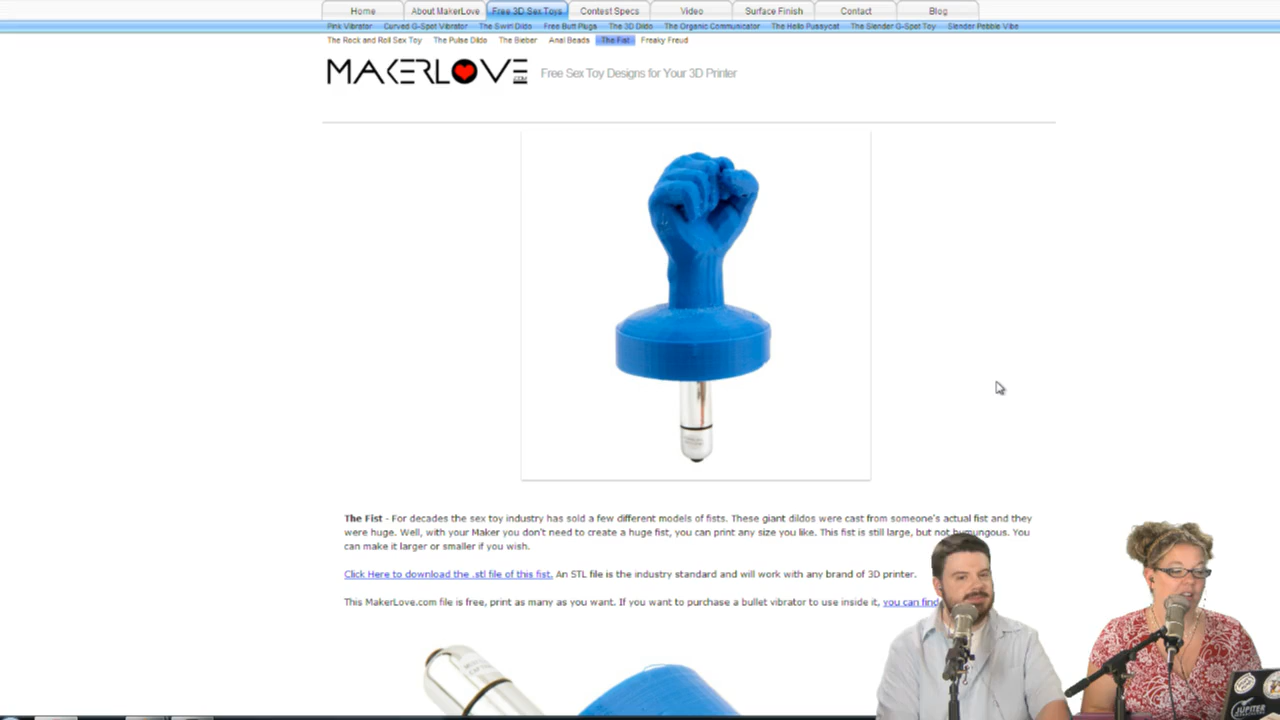 Home About MakerLove Free 3D Sex Toys Contest Specs Video Surface Finish Contact Blog
Pink Vibrator Curved G-Spot Vibrator The Swirl Dildo Free Butt Plugs The 3D Dildo The Organic Communicator The Hello Pussycat The Slender G-Spot Toy Slender Pebble Vibe
The Rock and Roll Sex Toy The Pulse Dildo The Bieber Anal Beads The Fist Freaky Freud
MAKERLOVE .COM Free Sex Toy Designs for Your 3D Printer
The Fist - For decades the sex toy industry has sold a few different models of fists. These giant dildos were cast from someone's actual fist and they
were huge. Well, with your Maker you don't need to create a huge fist, you can print any size you like. This fist is still large, but not humungous. You
can make it larger or smaller if you wish.
Click Here to download the .stl file of this fist. An STL file is the industry standard and will work with any brand of 3D printer.
This MakerLove.com file is free, print as many as you want. If you want to purchase a bullet vibrator to use inside it, you can find
JUPITER